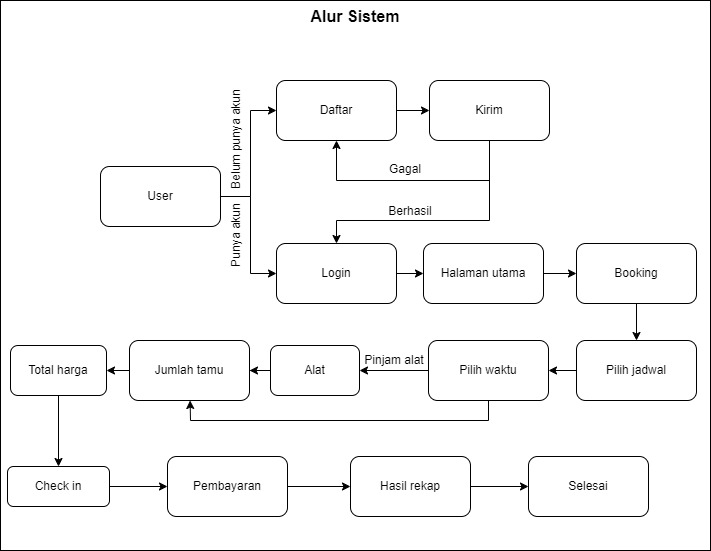 Alur Sistem
Belum punya akun
Daftar
Kirim
Gagal
User
Berhasil
Punya akun
Login
Halaman utama
Booking
Total harga
Jumlah tamu
Alat
Pinjam alat
Pilih waktu
Pilih jadwal
Check in
Pembayaran
Hasil rekap
Selesai